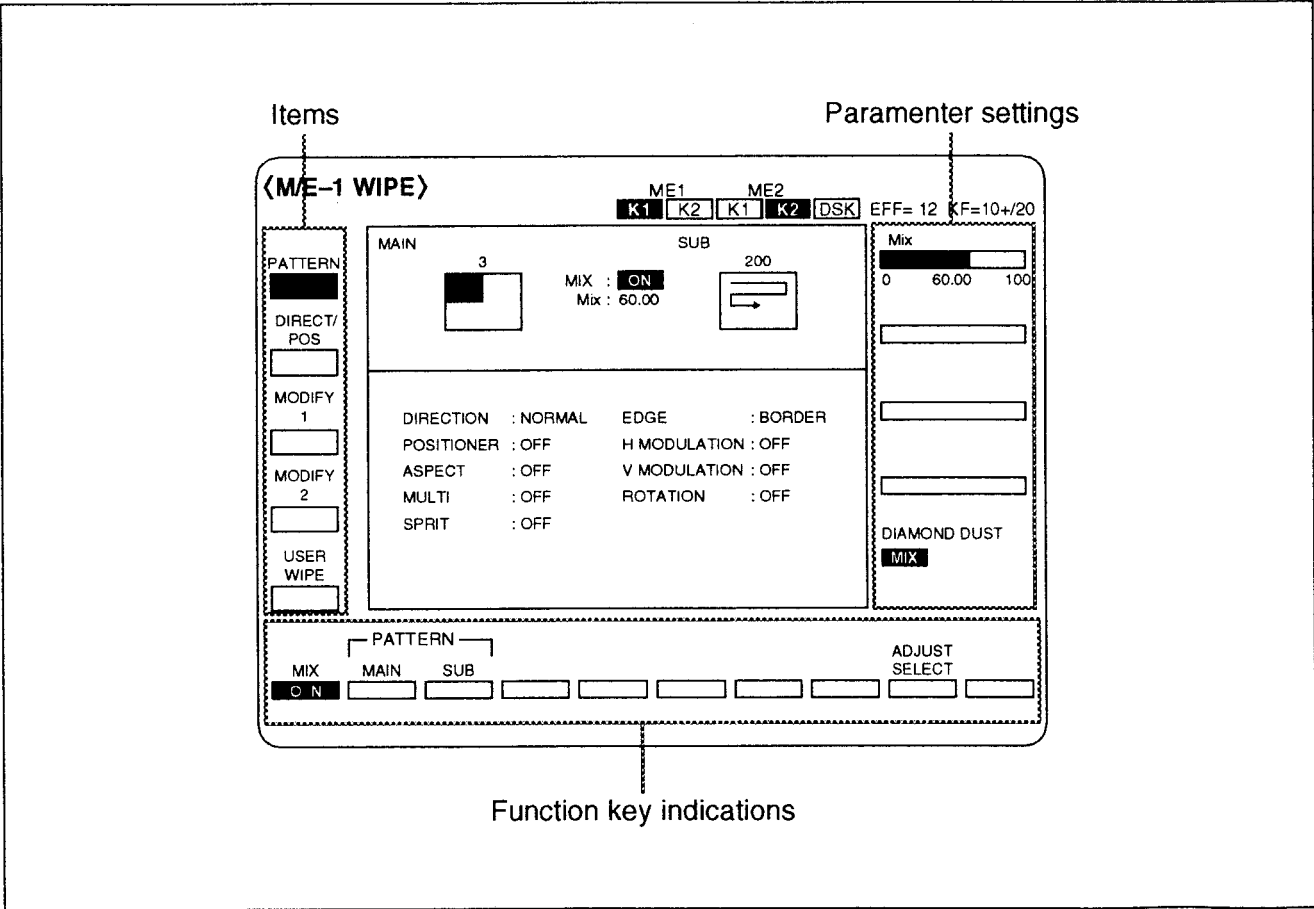 Items
Paramenter settings
〈M/E–1 WIPE〉
ME1 ME2
K1 K2 K1 K2 DSK EFF= 12 KF=10+/20
PATTERN
DIRECT/
POS
MODIFY
1
MODIFY
2
USER
WIPE
MAIN
3
MIX : ON
Mix : 60.00
SUB
200
DIRECTION : NORMAL
POSITIONER : OFF
ASPECT : OFF
MULTI : OFF
SPRIT : OFF
EDGE : BORDER
H MODULATION : OFF
V MODULATION : OFF
ROTATION : OFF
Mix
0 60.00 100
DIAMOND DUST
MIX
PATTERN
MIX MAIN SUB
ON
ADJUST
SELECT
Function key indications